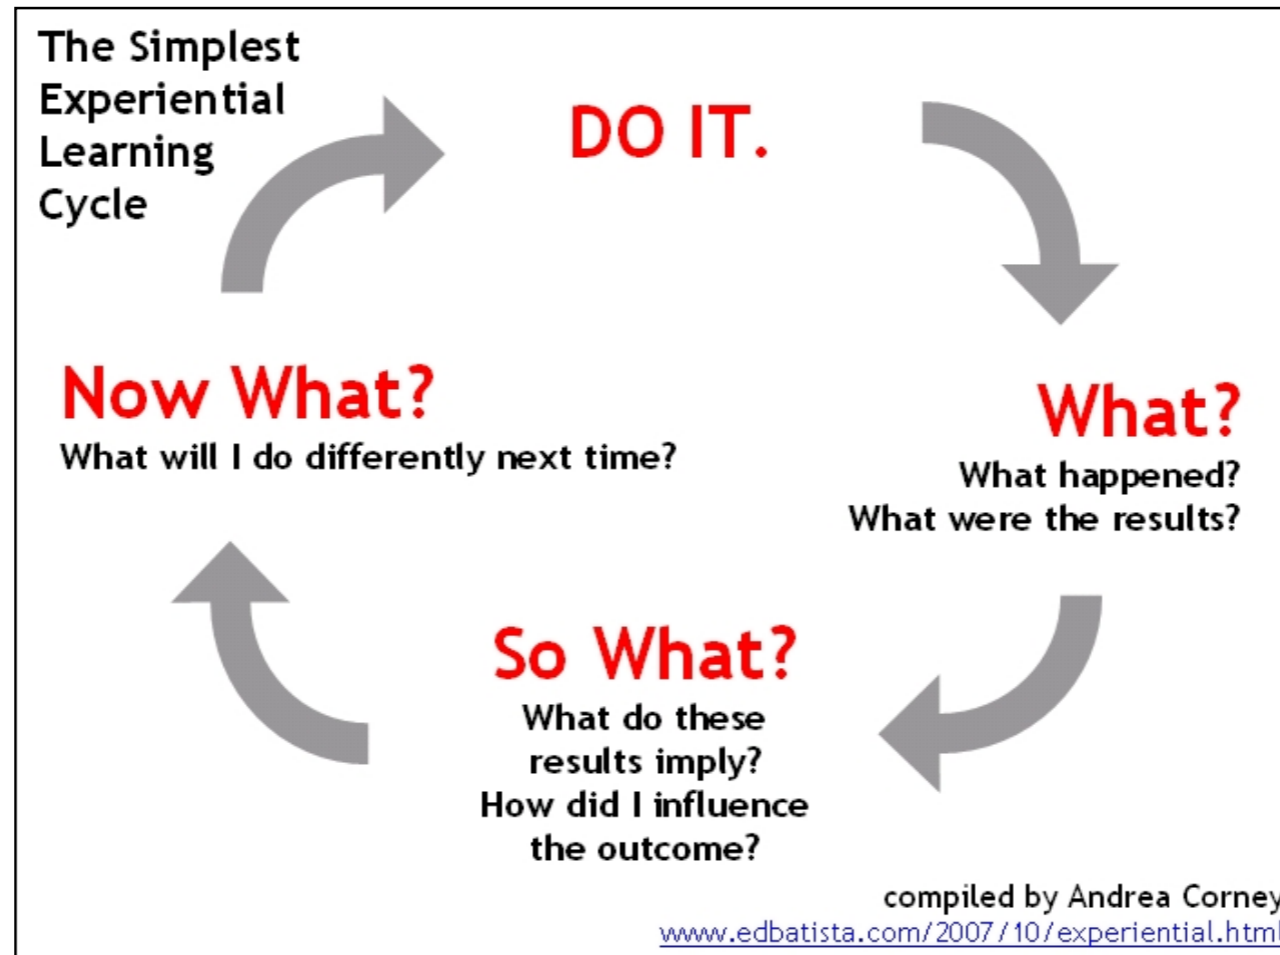 The Simplest
Experiential
Learning
Cycle
DO IT.
What?
What happened?
What were the results?
So What?
What do these
results imply?
How did I influence
the outcome?
Now What?
What will I do differently next time?
compiled by Andrea Corney
www.edbatista.com/2007/10/experiential.html